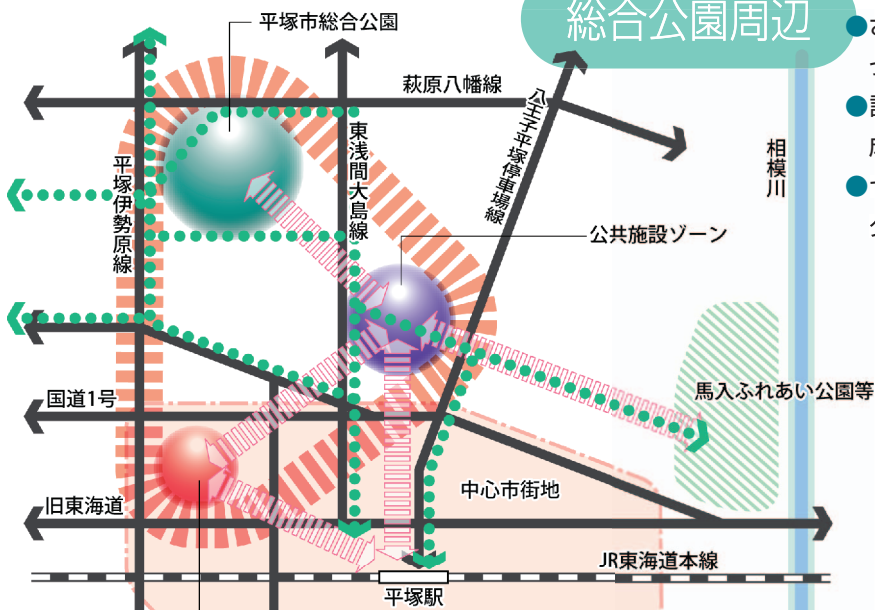 総合公園周辺
平塚市総合公園
萩原八幡線
八王子平塚停車場線
東浅間大島線
平塚伊勢原線
相模川
公共施設ゾーン
馬入ふれあい公園等
国道1号
中心市街地
旧東海道
JR東海道本線
平塚駅